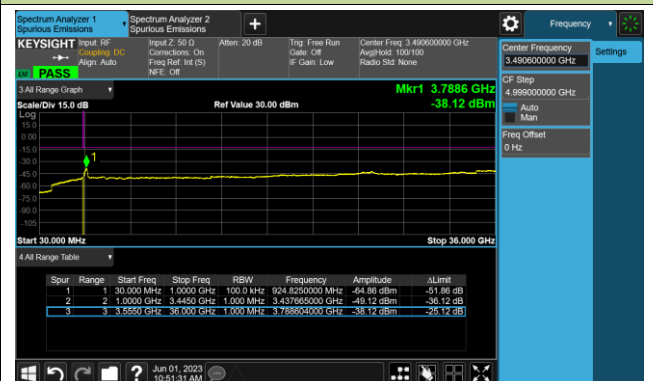 Spectrum Analyzer 1
Spurious Emissions
Spectrum Analyzer 2
Spurious Emissions
+
Frequency
KEYSIGHT
Input: RF
Coupling: DC
Align: Auto
Input Z: 50 Ω
Corrections: On
Freq Ref: Int (S)
NFE: Off
Atten: 20 dB
Trig: Free Run
Gate: Off
IF Gain: Low
Center Freq: 3.490600000 GHz
Avg|Hold: 100/100
Radio Std: None
PASS
Center Frequency
3.490600000 GHz
Settings
CF Step
4.999000000 GHz
Auto
Man
Freq Offset
0 Hz
3 All Range Graph
Mkr1 3.7886 GHz
Scale/Div 15.0 dB
Ref Value 30.00 dBm
-38.12 dBm
Log
15.0
0.00
-15.0
-30.0
-45.0
-60.0
-75.0
-90.0
-105
1
Start 30.000 MHz
Stop 36.000 GHz
4 All Range Table
Spur Range Start Freq Stop Freq RBW Frequency Amplitude ΔLimit
1 1 30.000 MHz 1.0000 GHz 100.0 kHz 924.8250000 MHz -64.86 dBm -51.86 dB
2 2 1.0000 GHz 3.4450 GHz 1.000 MHz 3.437665000 GHz -49.12 dBm -36.12 dB
3 3 3.5550 GHz 36.000 GHz 1.000 MHz 3.788604000 GHz -38.12 dBm -25.12 dB
?
Jun 01, 2023
10:51:31 AM